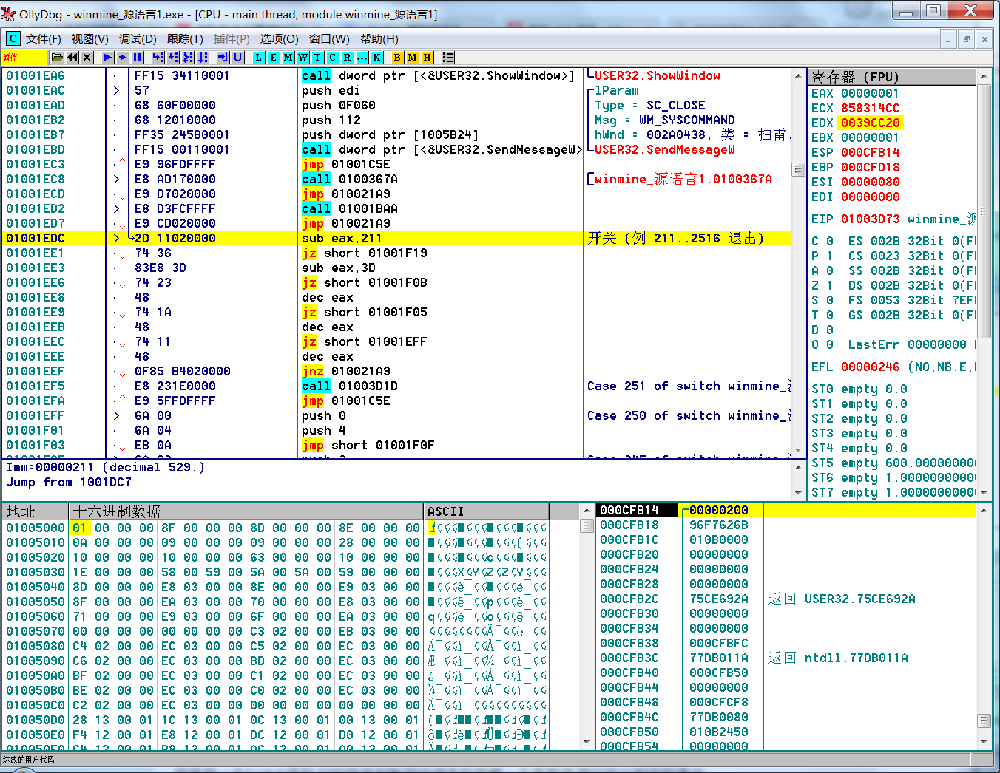 OllyDbg - winmine_源语言1.exe - [CPU - main thread, module winmine_源语言1]
C 文件(F) 视图(V) 调试(D) 跟踪(T) 插件(P) 选项(O) 窗口(W) 帮助(H)
暂停 L E M W T C R ... K B M H
01001EA6 . FF15 34110001 call dword ptr [<&USER32.ShowWindow>] USER32.ShowWindow
01001EAC > 57 push edi lParam
01001EAD . 68 60F00000 push 0F060 Type = SC_CLOSE
01001EB2 . 68 12010000 push 112 Msg = WM_SYSCOMMAND
01001EB7 . FF35 245B0001 push dword ptr [1005B24] hWnd = 002A0438, 类 = 扫雷,
01001EBD . FF15 00110001 call dword ptr [<&USER32.SendMessageW> USER32.SendMessageW
01001EC3 .^ E9 96FDFFFF jmp 01001C5E
01001EC8 > E8 AD170000 call 0100367A winmine_源语言1.0100367A
01001ECD . E9 D7020000 jmp 010021A9
01001ED2 > E8 D3FCFFFF call 01001BAA
01001ED7 . E9 CD020000 jmp 010021A9
01001EDC > 2D 11020000 sub eax,211 开关 (例 211..2516 退出)
01001EE1 . 74 36 jz short 01001F19
01001EE3 . 83E8 3D sub eax,3D
01001EE6 . 74 23 jz short 01001F0B
01001EE8 . 48 dec eax
01001EE9 . 74 1A jz short 01001F05
01001EEB . 48 dec eax
01001EEC . 74 11 jz short 01001EFF
01001EEE . 48 dec eax
01001EEF . 0F85 B4020000 jnz 010021A9
01001EF5 . E8 231E0000 call 01003D1D Case 251 of switch winmine_
01001EFA .^ E9 5FFDFFFF jmp 01001C5E
01001EFF > 6A 00 push 0 Case 250 of switch winmine_
01001F01 . 6A 04 push 4
01001F03 . EB 0A jmp short 01001F0F
Imm=00000211 (decimal 529.)
Jump from 1001DC7
寄存器 (FPU)
EAX 00000001
ECX 858314CC
EDX 0039CC20
EBX 00000001
ESP 000CFB14
EBP 000CFD18
ESI 00000080
EDI 00000000
EIP 01003D73 winmine_源
C 0 ES 002B 32Bit 0(F
P 1 CS 0023 32Bit 0(F
A 0 SS 002B 32Bit 0(F
Z 1 DS 002B 32Bit 0(F
S 0 FS 0053 32Bit 7EF
T 0 GS 002B 32Bit 0(F
D 0
O 0 LastErr 00000000
EFL 00000246 (NO,NB,E,
ST0 empty 0.0
ST1 empty 0.0
ST2 empty 0.0
ST3 empty 0.0
ST4 empty 0.0
ST5 empty 600.000000000
ST6 empty 1.00000000000
ST7 empty 1.00000000000
地址 十六进制数据 ASCII
01005000 01 00 00 00 8F 00 00 00 8D 00 00 00 8E 00 00 00
01005010 0A 00 00 00 09 00 00 00 09 00 00 00 28 00 00 00
01005020 10 00 00 00 10 00 00 00 63 00 00 00 10 00 00 00
01005030 1E 00 00 00 58 00 59 00 5A 00 5A 00 59 00 00 00
01005040 8D 00 00 00 E8 03 00 00 8E 00 00 00 E9 03 00 00
01005050 8F 00 00 00 EA 03 00 00 70 00 00 00 E8 03 00 00
01005060 71 00 00 00 E9 03 00 00 6F 00 00 00 EA 03 00 00
01005070 00 00 00 00 00 00 00 00 C3 02 00 00 EB 03 00 00
01005080 C4 02 00 00 EC 03 00 00 C5 02 00 00 EC 03 00 00
01005090 C6 02 00 00 EC 03 00 00 BD 02 00 00 EC 03 00 00
010050A0 BF 02 00 00 EC 03 00 00 C1 02 00 00 EC 03 00 00
010050B0 BE 02 00 00 EC 03 00 00 C0 02 00 00 EC 03 00 00
010050C0 C2 02 00 00 EC 03 00 00 00 00 00 00 00 00 00 00
010050D0 28 13 00 01 1C 13 00 01 0C 13 00 01 00 13 00 01
010050E0 F4 12 00 01 E8 12 00 01 DC 12 00 01 D0 12 00 01
010050F0 C4 12 00 01 B8 12 00 01 AC 12 00 01 A0 12 00 01
000CFB14 00000200
000CFB18 96F7626B
000CFB1C 010B0000
000CFB20 00000000
000CFB24 00000000
000CFB28 00000000
000CFB2C 75CE692A 返回 USER32.75CE692A
000CFB30 00000000
000CFB34 00000000
000CFB38 000CFBFC
000CFB3C 77DB011A 返回 ntdll.77DB011A
000CFB40 000CFB50
000CFB44 00000000
000CFB48 000CFCF8
000CFB4C 77DB0080
000CFB50 010B2450
000CFB54 00000000
达成的用户代码